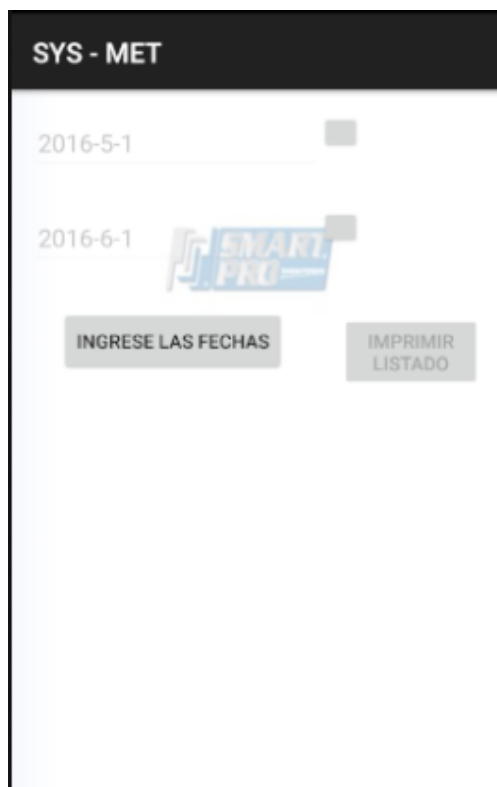 SYS - MET
2016-5-1
2016-6-1
SMART
PRO
INGRESE LAS FECHAS
IMPRIMIR
LISTADO